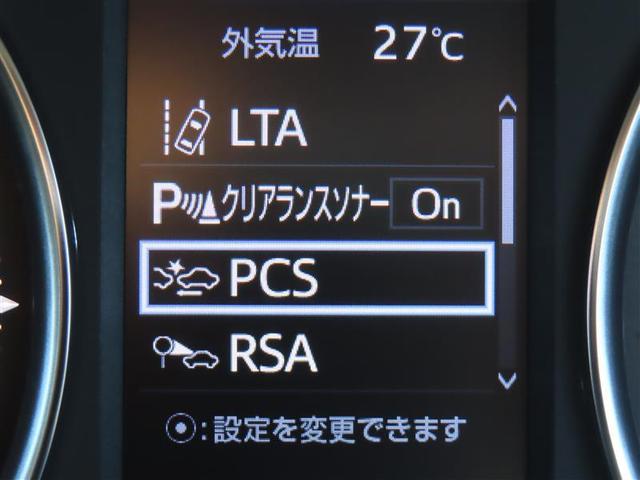 外気温 27℃
LTA
P クリアランスソナー On
PCS
RSA
⦿:設定を変更できます